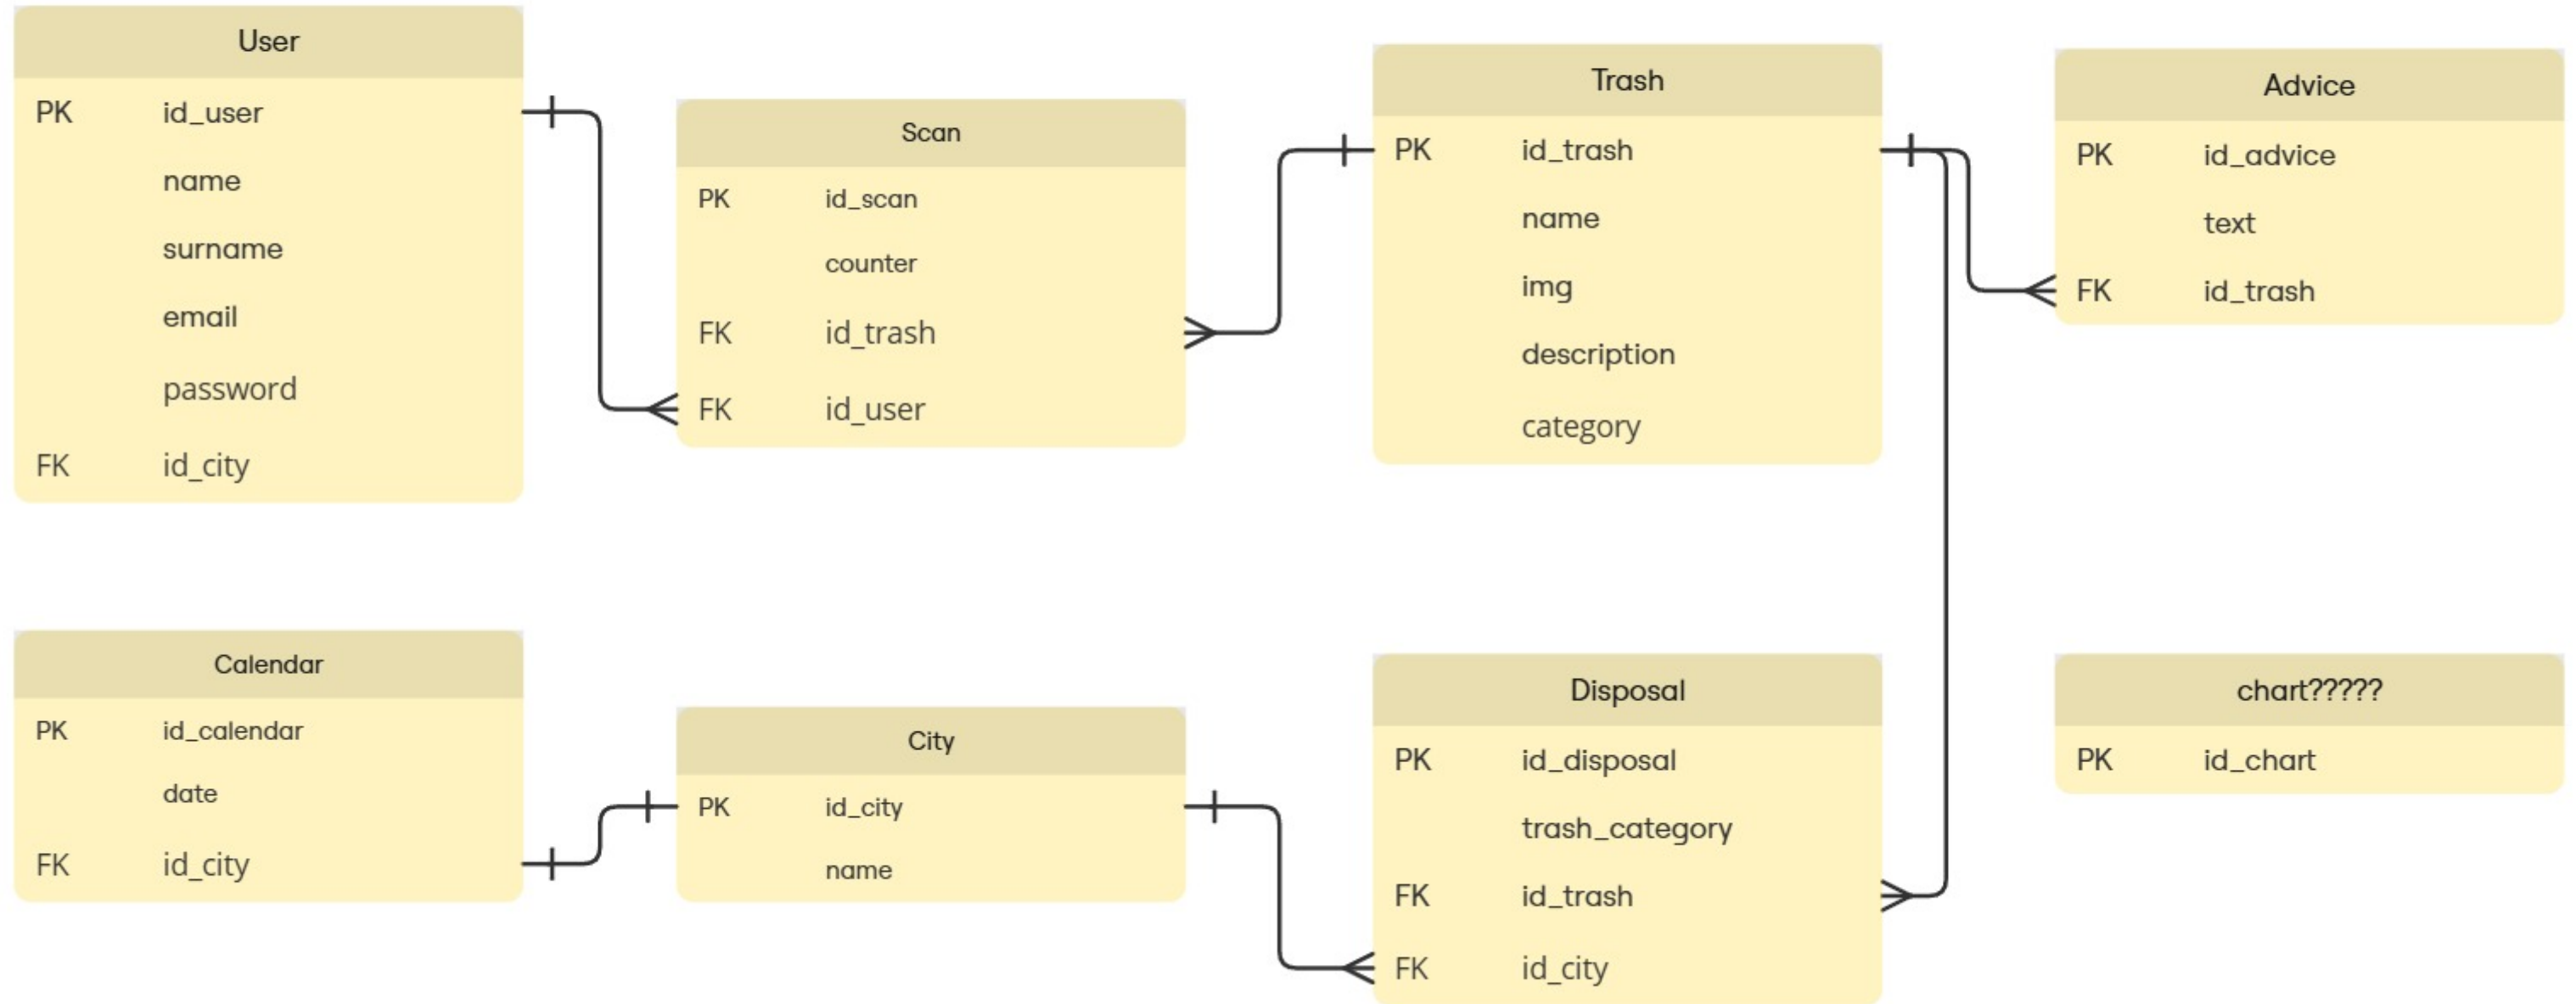 User
PK id_user
name
surname
email
password
FK id_city
Scan
PK id_scan
counter
FK id_trash
FK id_user
Trash
PK id_trash
name
img
description
category
Advice
PK id_advice
text
FK id_trash
Calendar
PK id_calendar
date
FK id_city
City
PK id_city
name
Disposal
PK id_disposal
trash_category
FK id_trash
FK id_city
chart?????
PK id_chart